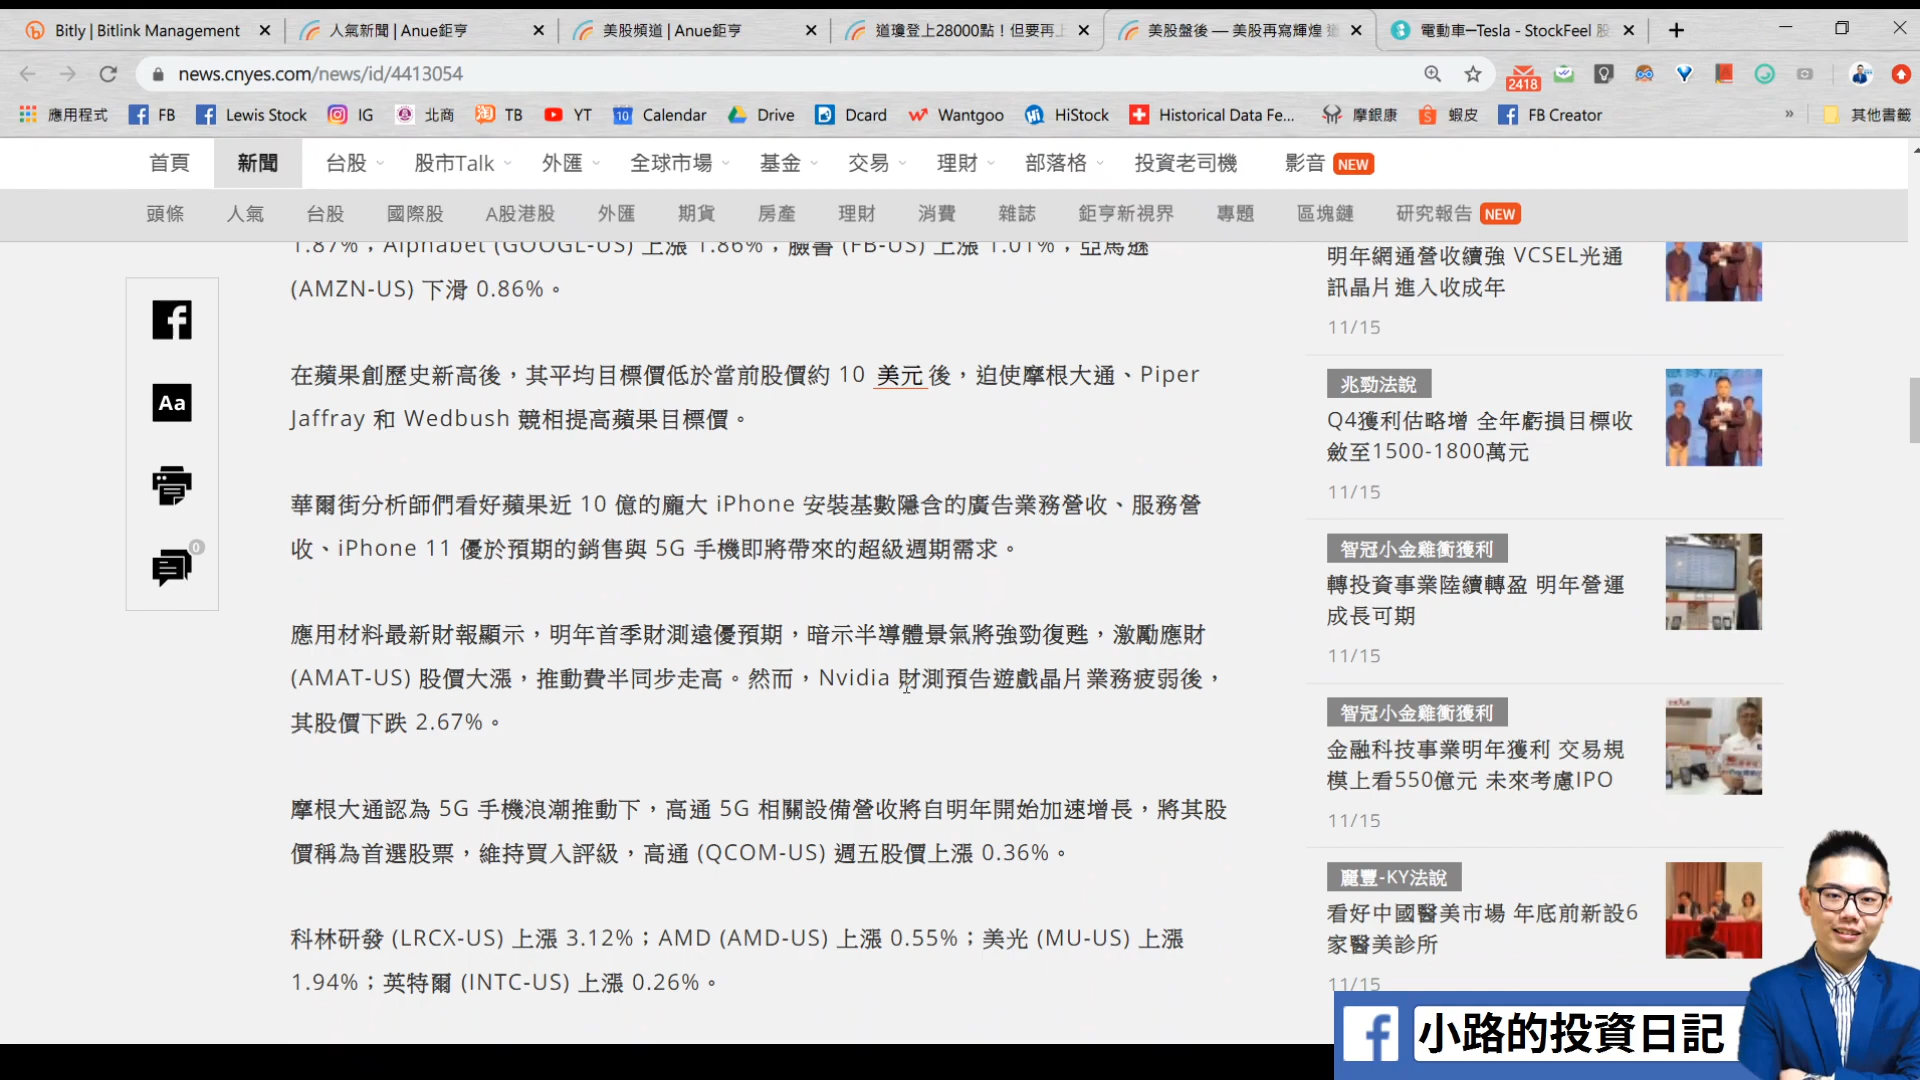 Bitly | Bitlink Management
人氣新聞 | Anue鉅亨
美股頻道 | Anue鉅亨
道瓊登上28000點！但要再上
美股盤後 — 美股再寫輝煌 道
電動車─Tesla - StockFeel 股
news.cnyes.com/news/id/4413054
2418
應用程式
FB
Lewis Stock
IG
北商
TB
YT
Calendar
Drive
Dcard
Wantgoo
HiStock
Historical Data Fe...
摩銀康
蝦皮
FB Creator
»
其他書籤
首頁
新聞
台股
股市Talk
外匯
全球市場
基金
交易
理財
部落格
投資老司機
影音 NEW
頭條
人氣
台股
國際股
A股港股
外匯
期貨
房產
理財
消費
雜誌
鉅亨新視界
專題
區塊鏈
研究報告 NEW
Aa
0
1.87%；Alphabet (GOOGL-US) 上漲 1.86%；臉書 (FB-US) 上漲 1.01%；亞馬遜
(AMZN-US) 下滑 0.86%。
在蘋果創歷史新高後，其平均目標價低於當前股價約 10 美元後，迫使摩根大通、Piper
Jaffray 和 Wedbush 競相提高蘋果目標價。
華爾街分析師們看好蘋果近 10 億的龐大 iPhone 安裝基數隱含的廣告業務營收、服務營
收、iPhone 11 優於預期的銷售與 5G 手機即將帶來的超級週期需求。
應用材料最新財報顯示，明年首季財測遠優預期，暗示半導體景氣將強勁復甦，激勵應財
(AMAT-US) 股價大漲，推動費半同步走高。然而，Nvidia 財測預告遊戲晶片業務疲弱後，
其股價下跌 2.67%。
摩根大通認為 5G 手機浪潮推動下，高通 5G 相關設備營收將自明年開始加速增長，將其股
價稱為首選股票，維持買入評級，高通 (QCOM-US) 週五股價上漲 0.36%。
科林研發 (LRCX-US) 上漲 3.12%；AMD (AMD-US) 上漲 0.55%；美光 (MU-US) 上漲
1.94%；英特爾 (INTC-US) 上漲 0.26%。
明年網通營收續強 VCSEL光通
訊晶片進入收成年
11/15
兆勁法說
Q4獲利估略增 全年虧損目標收
斂至1500-1800萬元
11/15
智冠小金雞衝獲利
轉投資事業陸續轉盈 明年營運
成長可期
11/15
智冠小金雞衝獲利
金融科技事業明年獲利 交易規
模上看550億元 未來考慮IPO
11/15
麗豐-KY法說
看好中國醫美市場 年底前新設6
家醫美診所
11/15
小路的投資日記